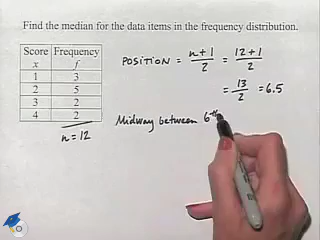 Find the median for the data items in the frequency distribution.
Score Frequency
x f
1 3
2 5
3 2
4 2
n = 12
POSITION = n+1/2 = 12+1/2
= 13/2 = 6.5
Midway between 6th